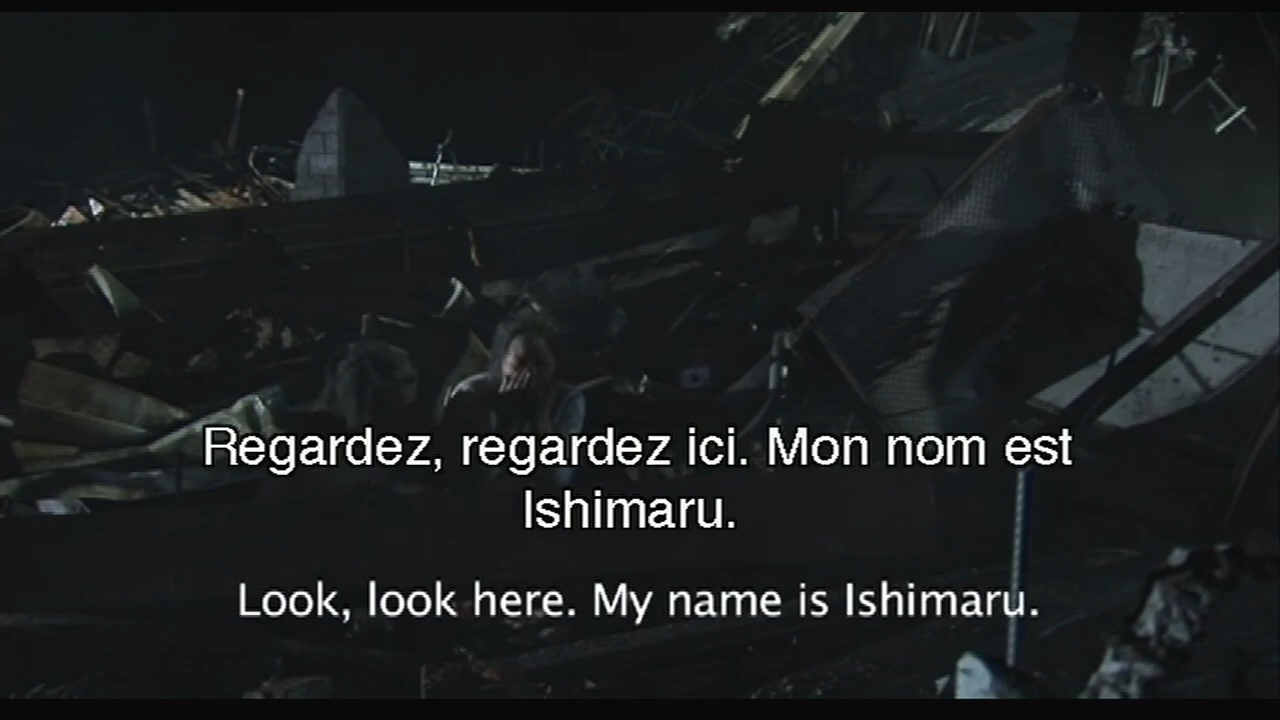 Regardez, regardez ici. Mon nom est
Ishimaru.
Look, look here. My name is Ishimaru.